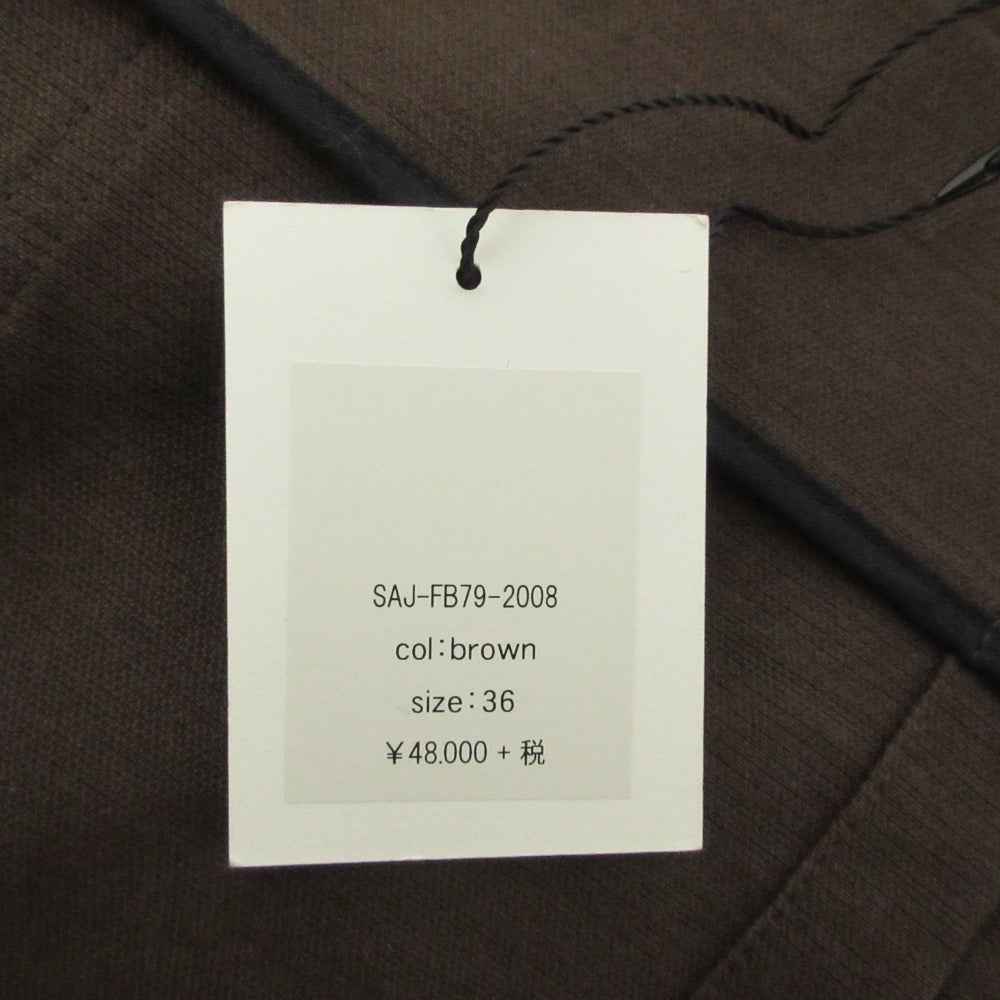 SAJ-FB79-2008
col:brown
size:36
¥48.000 + 税